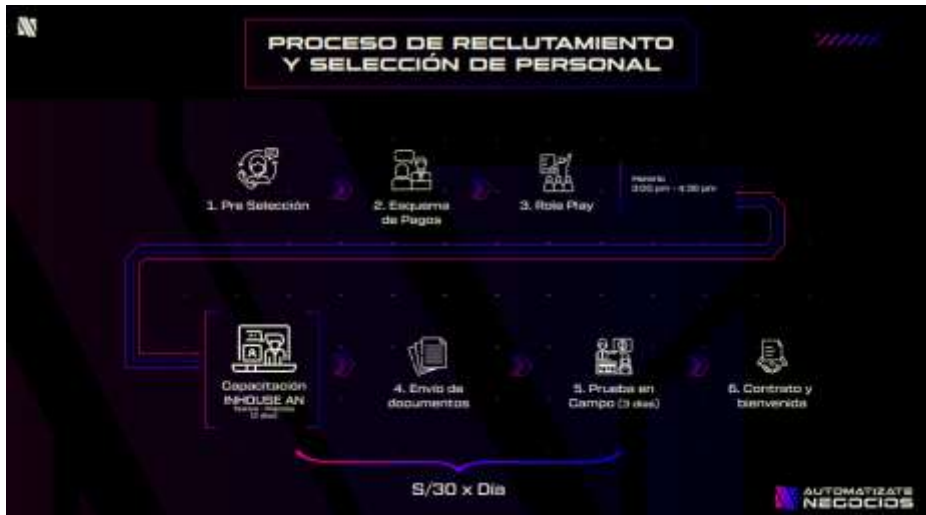 PROCESO DE RECLUTAMIENTO
Y SELECCIÓN DE PERSONAL
1. Pre Selección
2. Esquema
de Pagos
3. Role Play
Horario
3:00 pm - 4:30 pm
Capacitación
INHOUSE AN
4. Envío de
documentos
5. Prueba en
Campo (3 días)
6. Contrato y
bienvenida
S/30 x Día
AUTOMATIZATE
NEGOCIOS